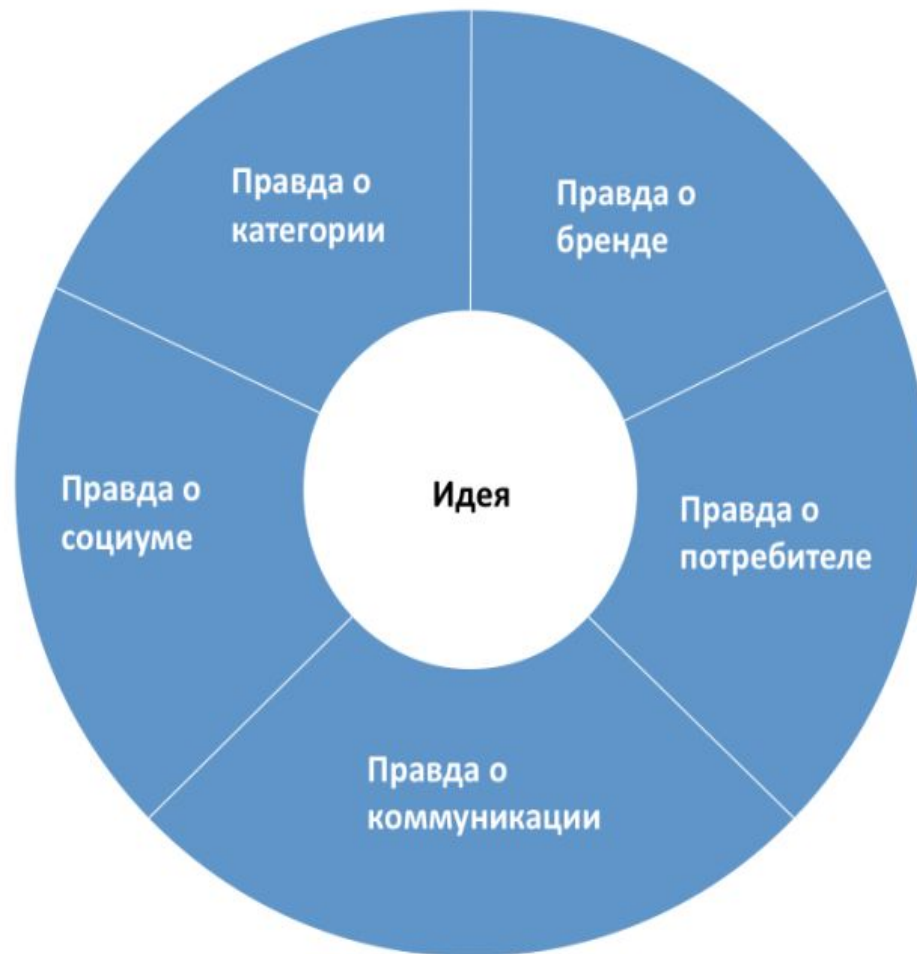 Правда о
категории
Правда о
бренде
Правда о
социуме
Идея
Правда о
потребителе
Правда о
коммуникации